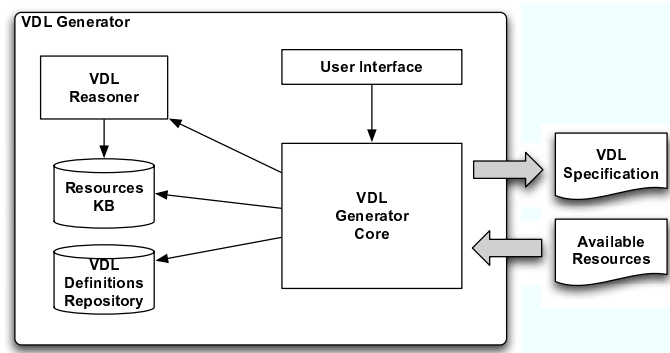 VDL Generator
VDL
Reasoner
User Interface
Resources
KB
VDL
Definitions
Repository
VDL
Generator
Core
VDL
Specification
Available
Resources